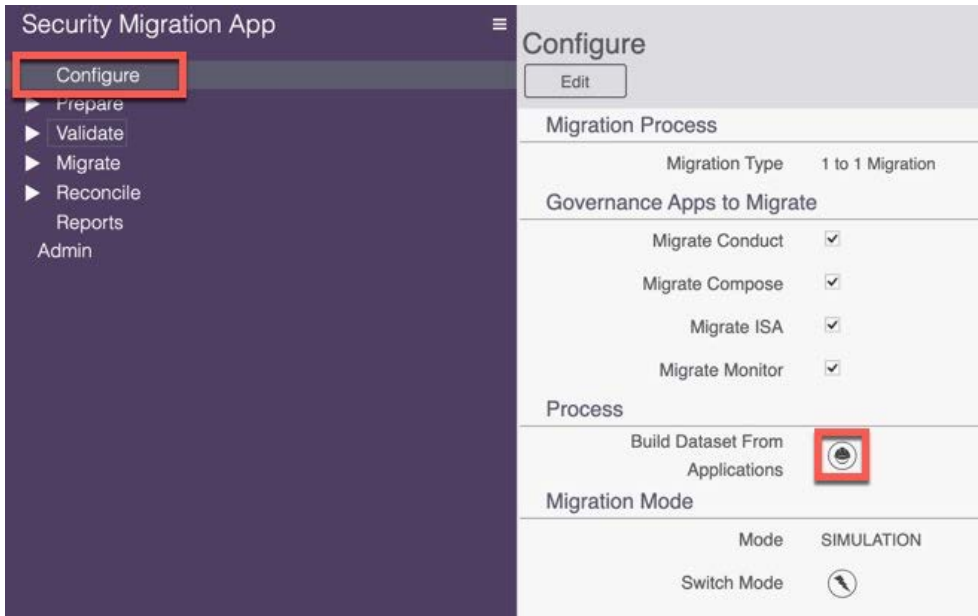 Security Migration App
Configure
Prepare
Validate
Migrate
Reconcile
Reports
Admin
Configure
Edit
Migration Process
Migration Type 1 to 1 Migration
Governance Apps to Migrate
Migrate Conduct
Migrate Compose
Migrate ISA
Migrate Monitor
Process
Build Dataset From
Applications
Migration Mode
Mode SIMULATION
Switch Mode